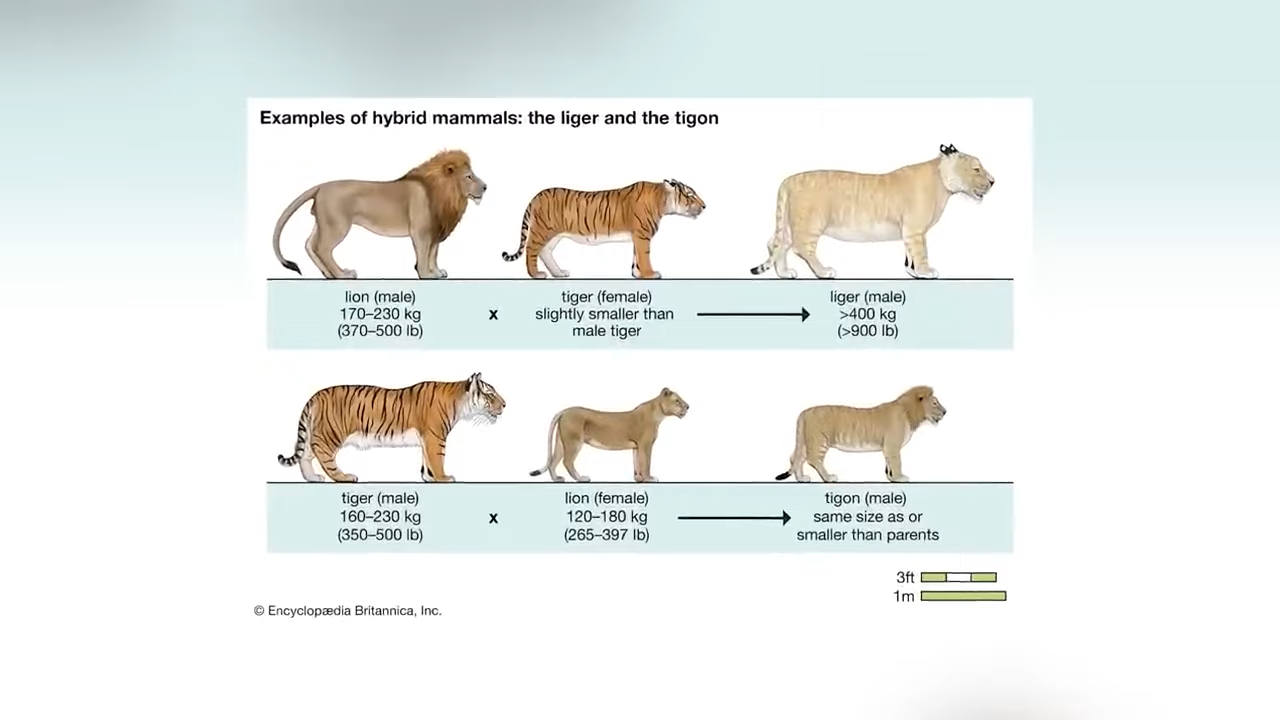 Examples of hybrid mammals: the liger and the tigon
lion (male)
170–230 kg
(370–500 lb)
x
tiger (female)
slightly smaller than
male tiger
liger (male)
>400 kg
(>900 lb)
tiger (male)
160–230 kg
(350–500 lb)
x
lion (female)
120–180 kg
(265–397 lb)
tigon (male)
same size as or
smaller than parents
3ft
1m
© Encyclopædia Britannica, Inc.